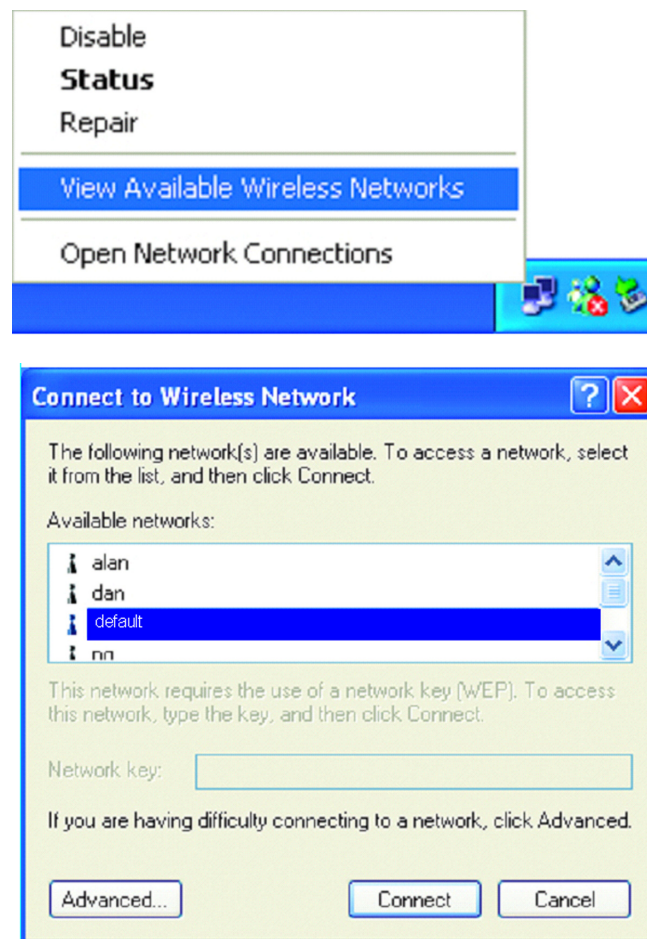 Disable
Status
Repair
View Available Wireless Networks
Open Network Connections
Connect to Wireless Network
The following network(s) are available. To access a network, select
it from the list, and then click Connect.
Available networks:
alan
dan
default
This network requires the use of a network key (WEP). To access
this network, type the key, and then click Connect.
Network key:
If you are having difficulty connecting to a network, click Advanced.
Advanced...
Connect
Cancel